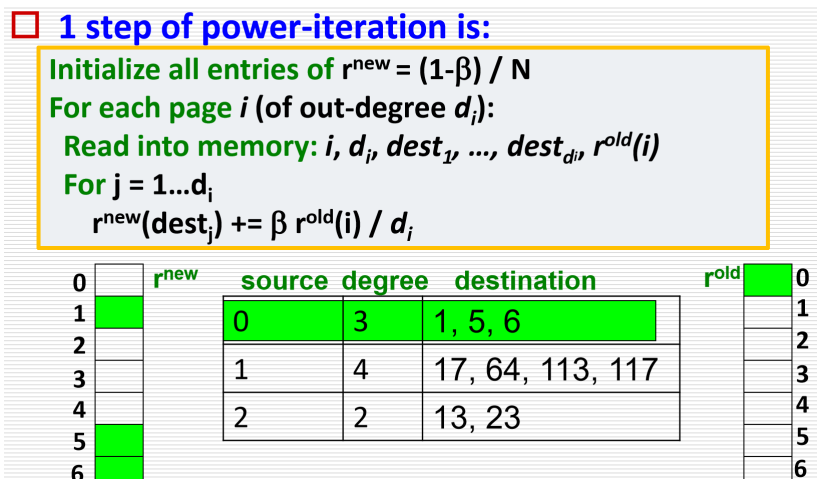 1 step of power-iteration is:
Initialize all entries of rⁿᵉʷ = (1-β) / N
For each page i (of out-degree dᵢ):
Read into memory: i, dᵢ, dest₁, …, dest_dᵢ, rᵒˡᵈ(i)
For j = 1…dᵢ
rⁿᵉʷ(destⱼ) += β rᵒˡᵈ(i) / dᵢ
rⁿᵉʷ source degree destination rᵒˡᵈ
0 0
1 0 3 1, 5, 6 1
2 2
3 1 4 17, 64, 113, 117 3
4 2 2 13, 23 4
5 5
6 6